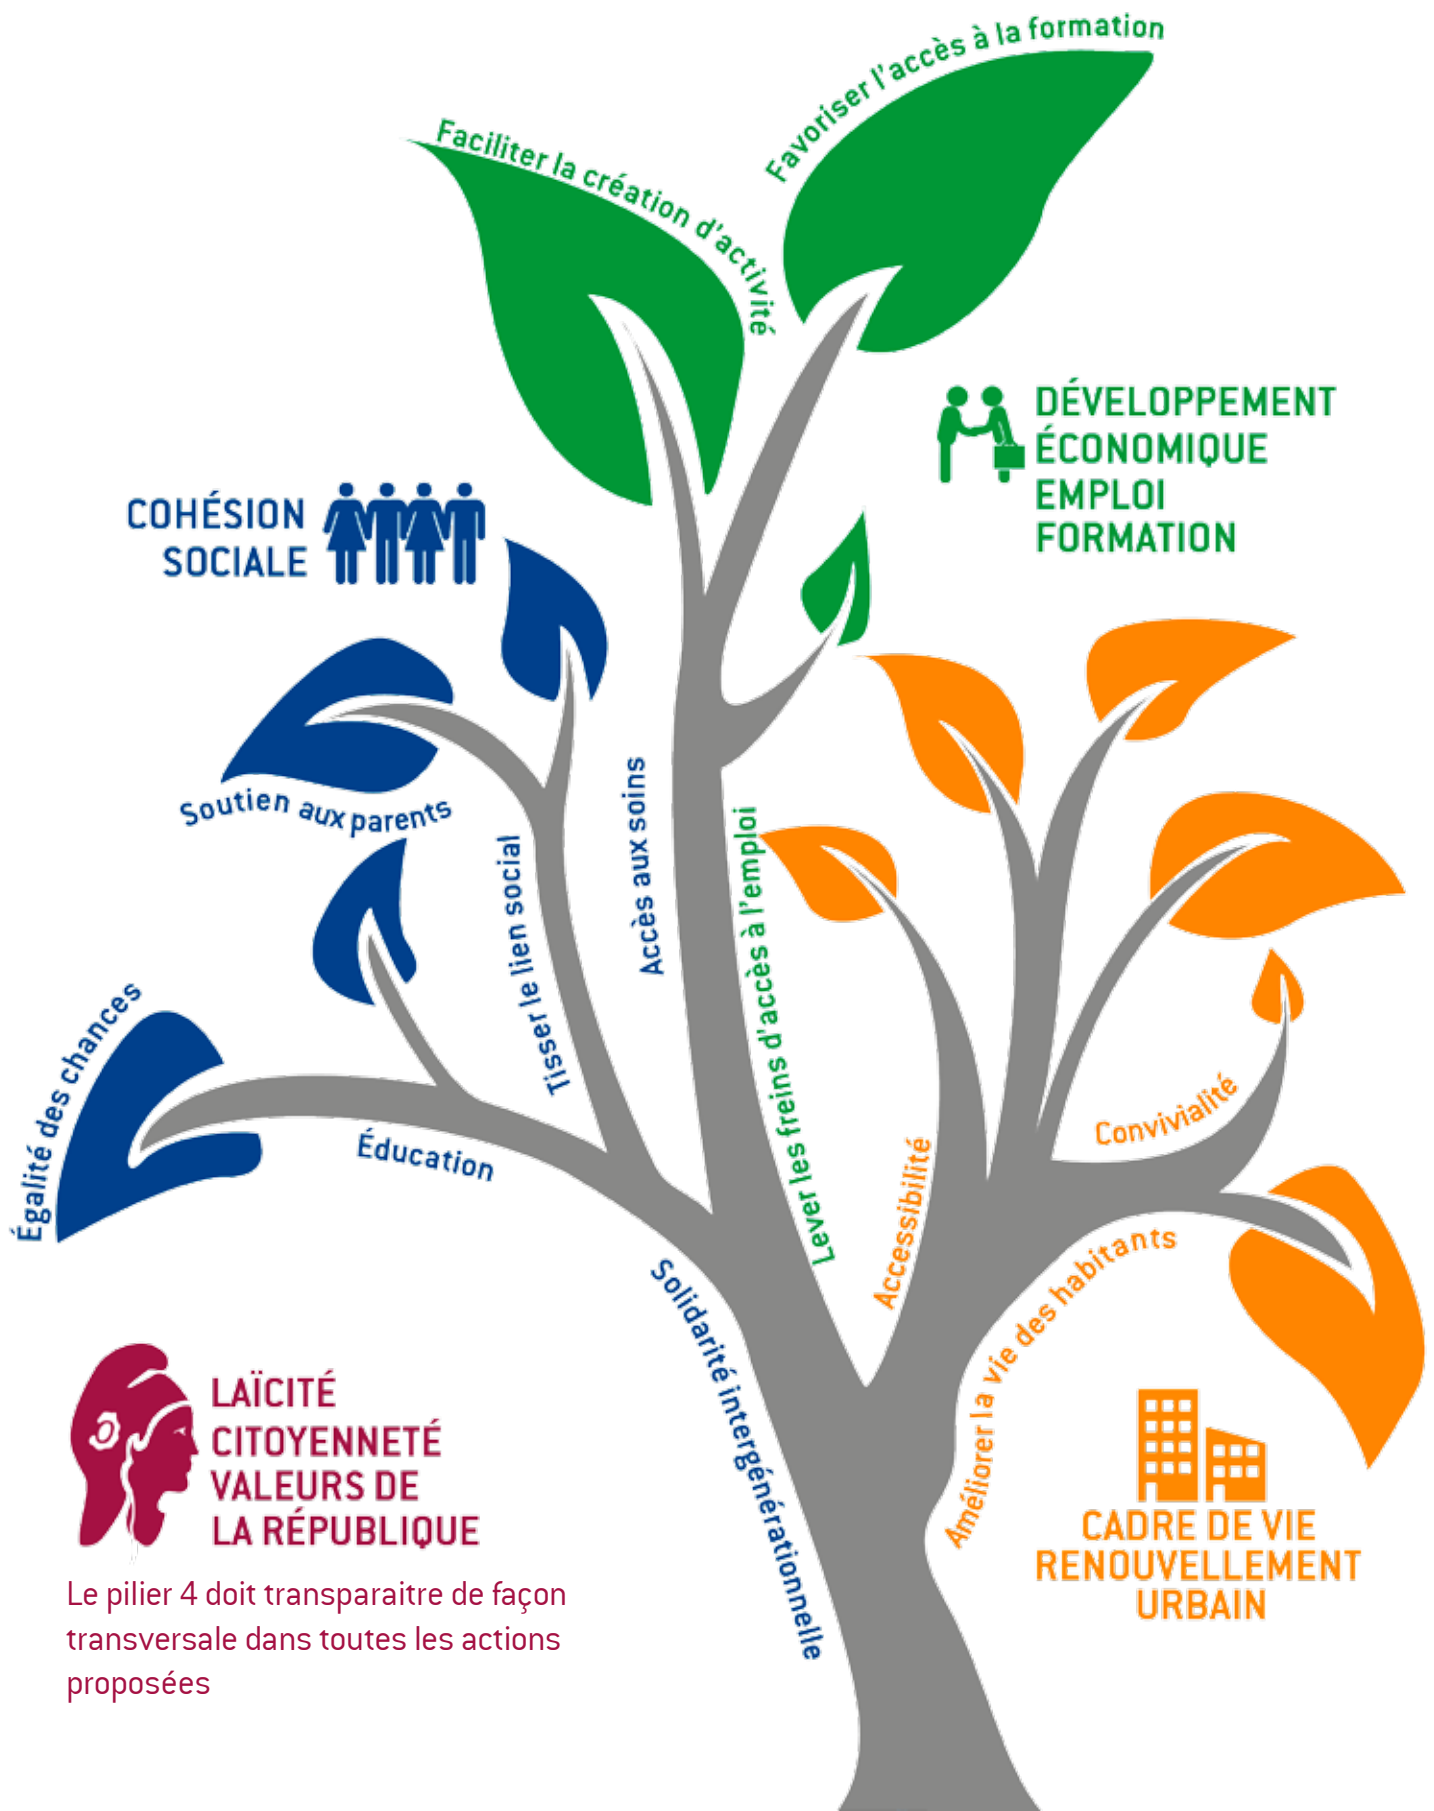 Favoriser l'accès à la formation
Faciliter la création d'activité
DÉVELOPPEMENT
ÉCONOMIQUE
EMPLOI
FORMATION
COHÉSION
SOCIALE
Soutien aux parents
Tisser le lien social
Accès aux soins
Lever les freins d'accès à l'emploi
Égalité des chances
Éducation
Solidarité intergénérationnelle
Accessibilité
Convivialité
Améliorer la vie des habitants
LAÏCITÉ
CITOYENNETÉ
VALEURS DE
LA RÉPUBLIQUE
Le pilier 4 doit transparaitre de façon
transversale dans toutes les actions
proposées
CADRE DE VIE
RENOUVELLEMENT
URBAIN